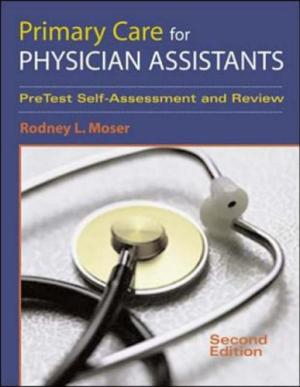 Primary Care for
PHYSICIAN ASSISTANTS
PreTest Self-Assessment and Review
Rodney L. Moser
Second
Edition